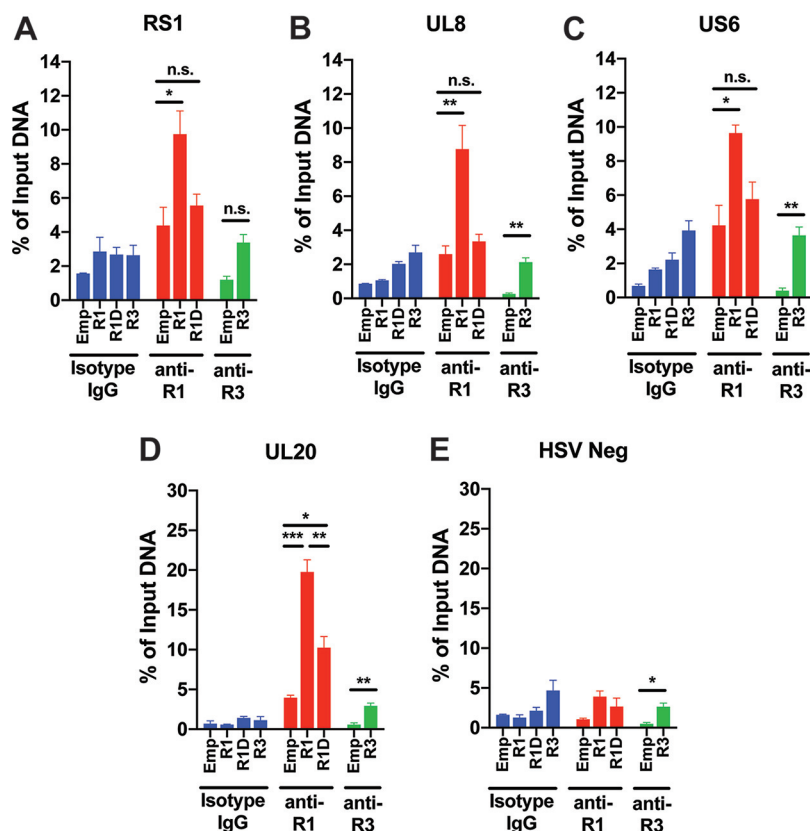 A RS1
% of Input DNA
14
12
10
8
6
4
2
0
n.s.
*
n.s.
Emp R1 R1D R3 Emp R1 R1D Emp R3
Isotype IgG
anti-R1
anti-R3
B UL8
% of Input DNA
14
12
10
8
6
4
2
0
n.s.
**
**
Emp R1 R1D R3 Emp R1 R1D Emp R3
Isotype IgG
anti-R1
anti-R3
C US6
% of Input DNA
14
12
10
8
6
4
2
0
n.s.
*
**
Emp R1 R1D R3 Emp R1 R1D Emp R3
Isotype IgG
anti-R1
anti-R3
D UL20
% of Input DNA
30
25
20
15
10
5
0
*
*** **
**
Emp R1 R1D R3 Emp R1 R1D Emp R3
Isotype IgG
anti-R1
anti-R3
E HSV Neg
% of Input DNA
30
25
20
15
10
5
0
*
Emp R1 R1D R3 Emp R1 R1D Emp R3
Isotype IgG
anti-R1
anti-R3